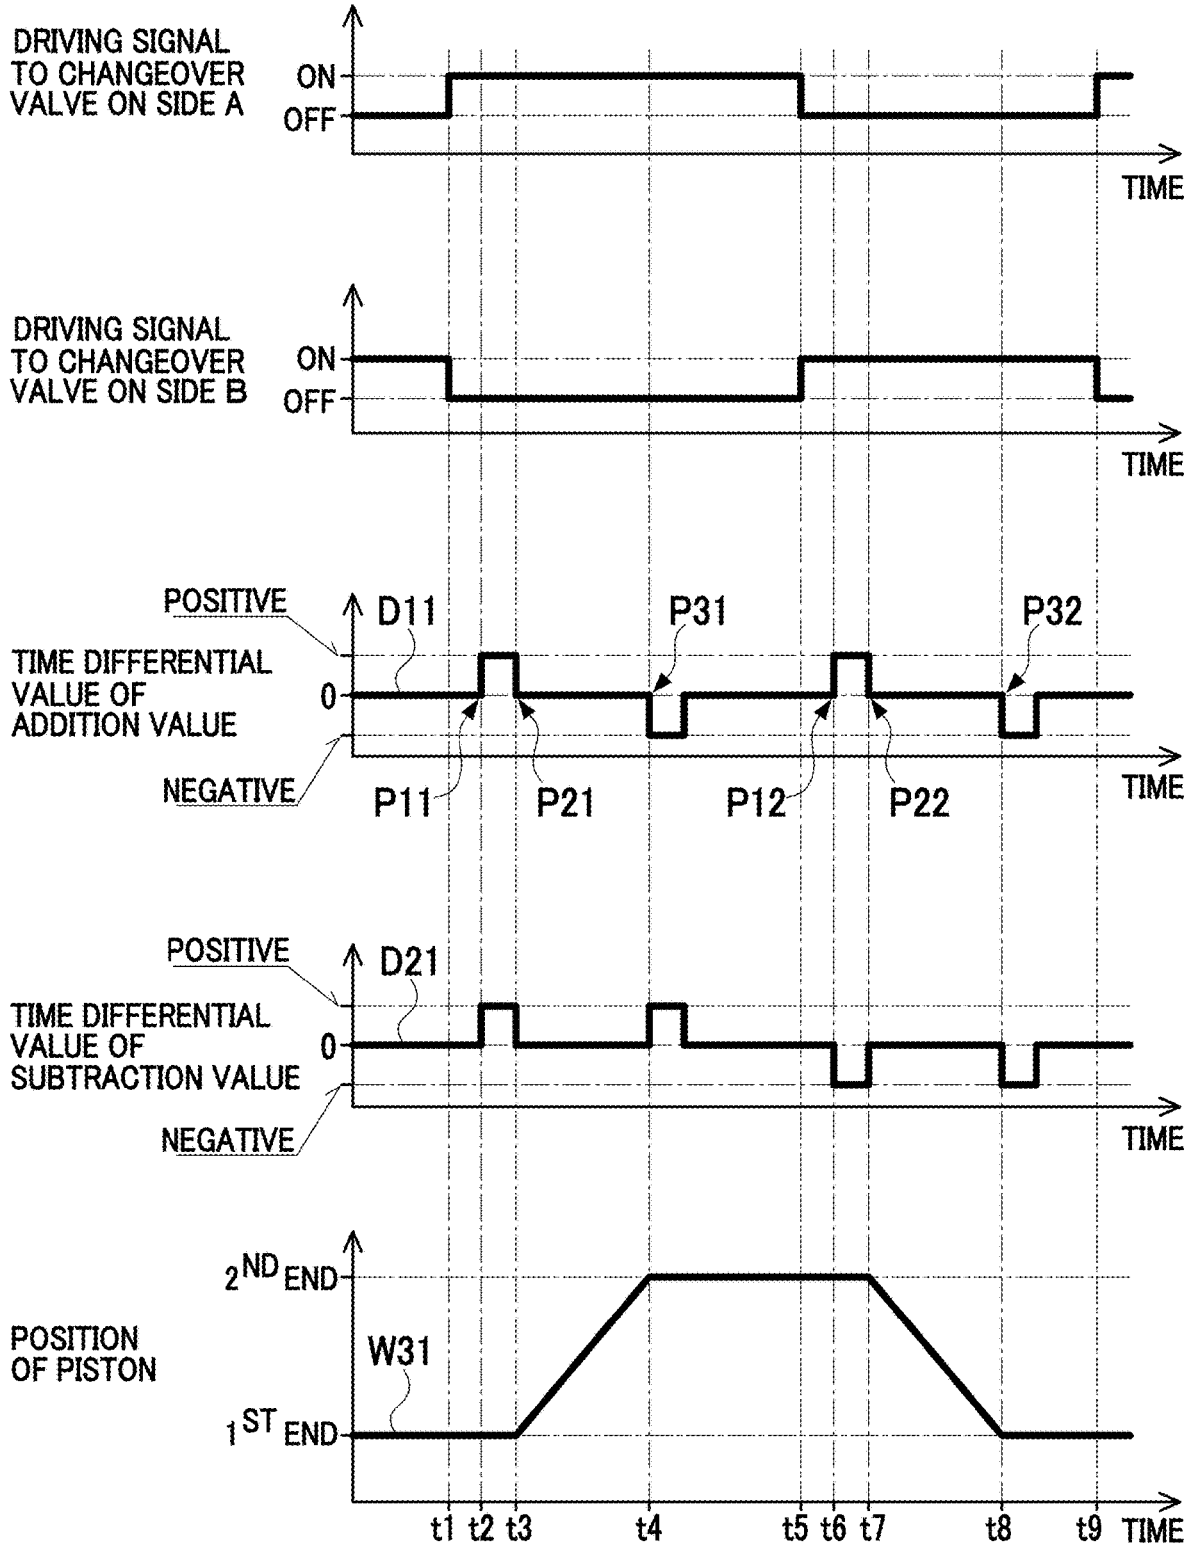 DRIVING SIGNAL
TO CHANGEOVER
VALVE ON SIDE A
ON
OFF
TIME
DRIVING SIGNAL
TO CHANGEOVER
VALVE ON SIDE B
ON
OFF
TIME
POSITIVE
D11
P31
P32
TIME DIFFERENTIAL
VALUE OF
ADDITION VALUE
0
NEGATIVE
P11
P21
P12
P22
TIME
POSITIVE
D21
TIME DIFFERENTIAL
VALUE OF
SUBTRACTION VALUE
0
NEGATIVE
TIME
2ND END
POSITION
OF PISTON
W31
1ST END
t1 t2 t3 t4 t5 t6 t7 t8 t9 TIME